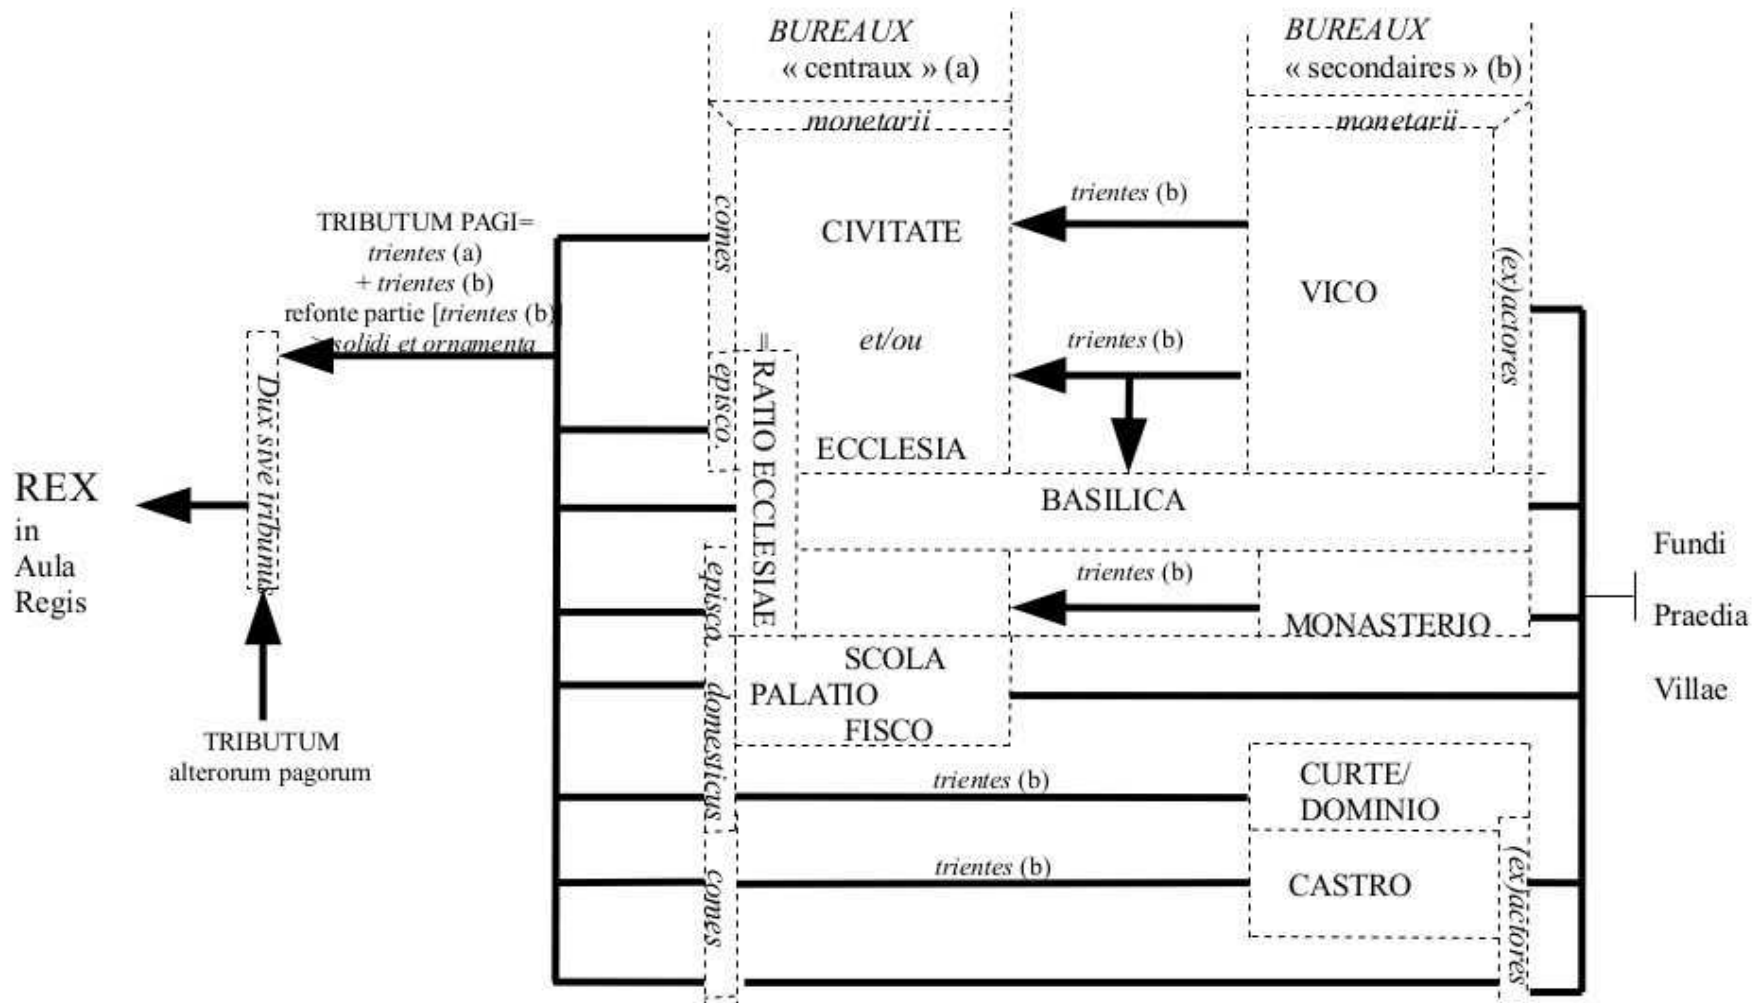 BUREAUX
« centraux » (a)
BUREAUX
« secondaires » (b)
monetarii
monetarii
TRIBUTUM PAGI=
trientes (a)
+ trientes (b)
refonte partie [trientes (b)
solidi et ornamenta
Dux sive tribunus
REX
in
Aula
Regis
TRIBUTUM
alterorum pagorum
comes
episco.
=RATIO ECCLESIAE
episco.
domesticus
comes
CIVITATE
et/ou
ECCLESIA
trientes (b)
trientes (b)
VICO
(ex)actores
BASILICA
trientes (b)
MONASTERIO
SCOLA
PALATIO
FISCO
trientes (b)
CURTE/
DOMINIO
trientes (b)
CASTRO
(ex)actores
Fundi
Praedia
Villae